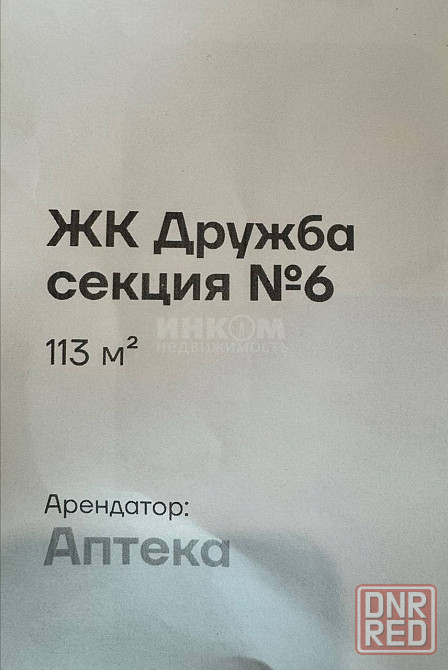 ЖК Дружба
секция №6
ИНКОМ
недвижимость
113 м²
Арендатор:
Аптека
DNR
RED